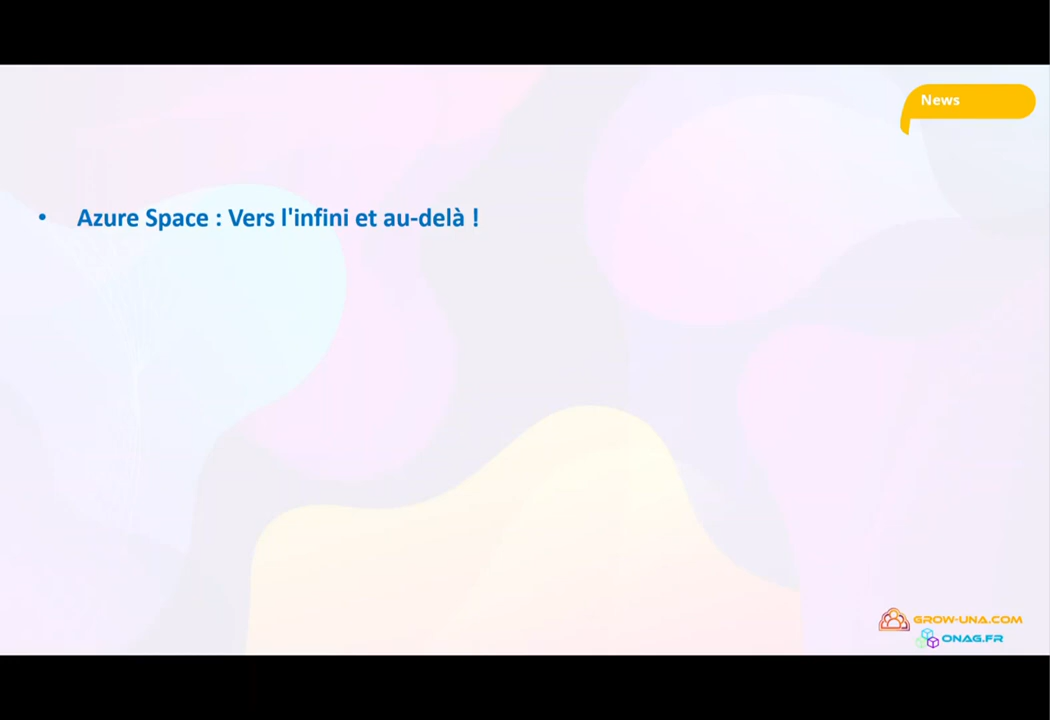 News
• Azure Space : Vers l'infini et au-delà !
GROW-UNA.COM
ONAG.FR